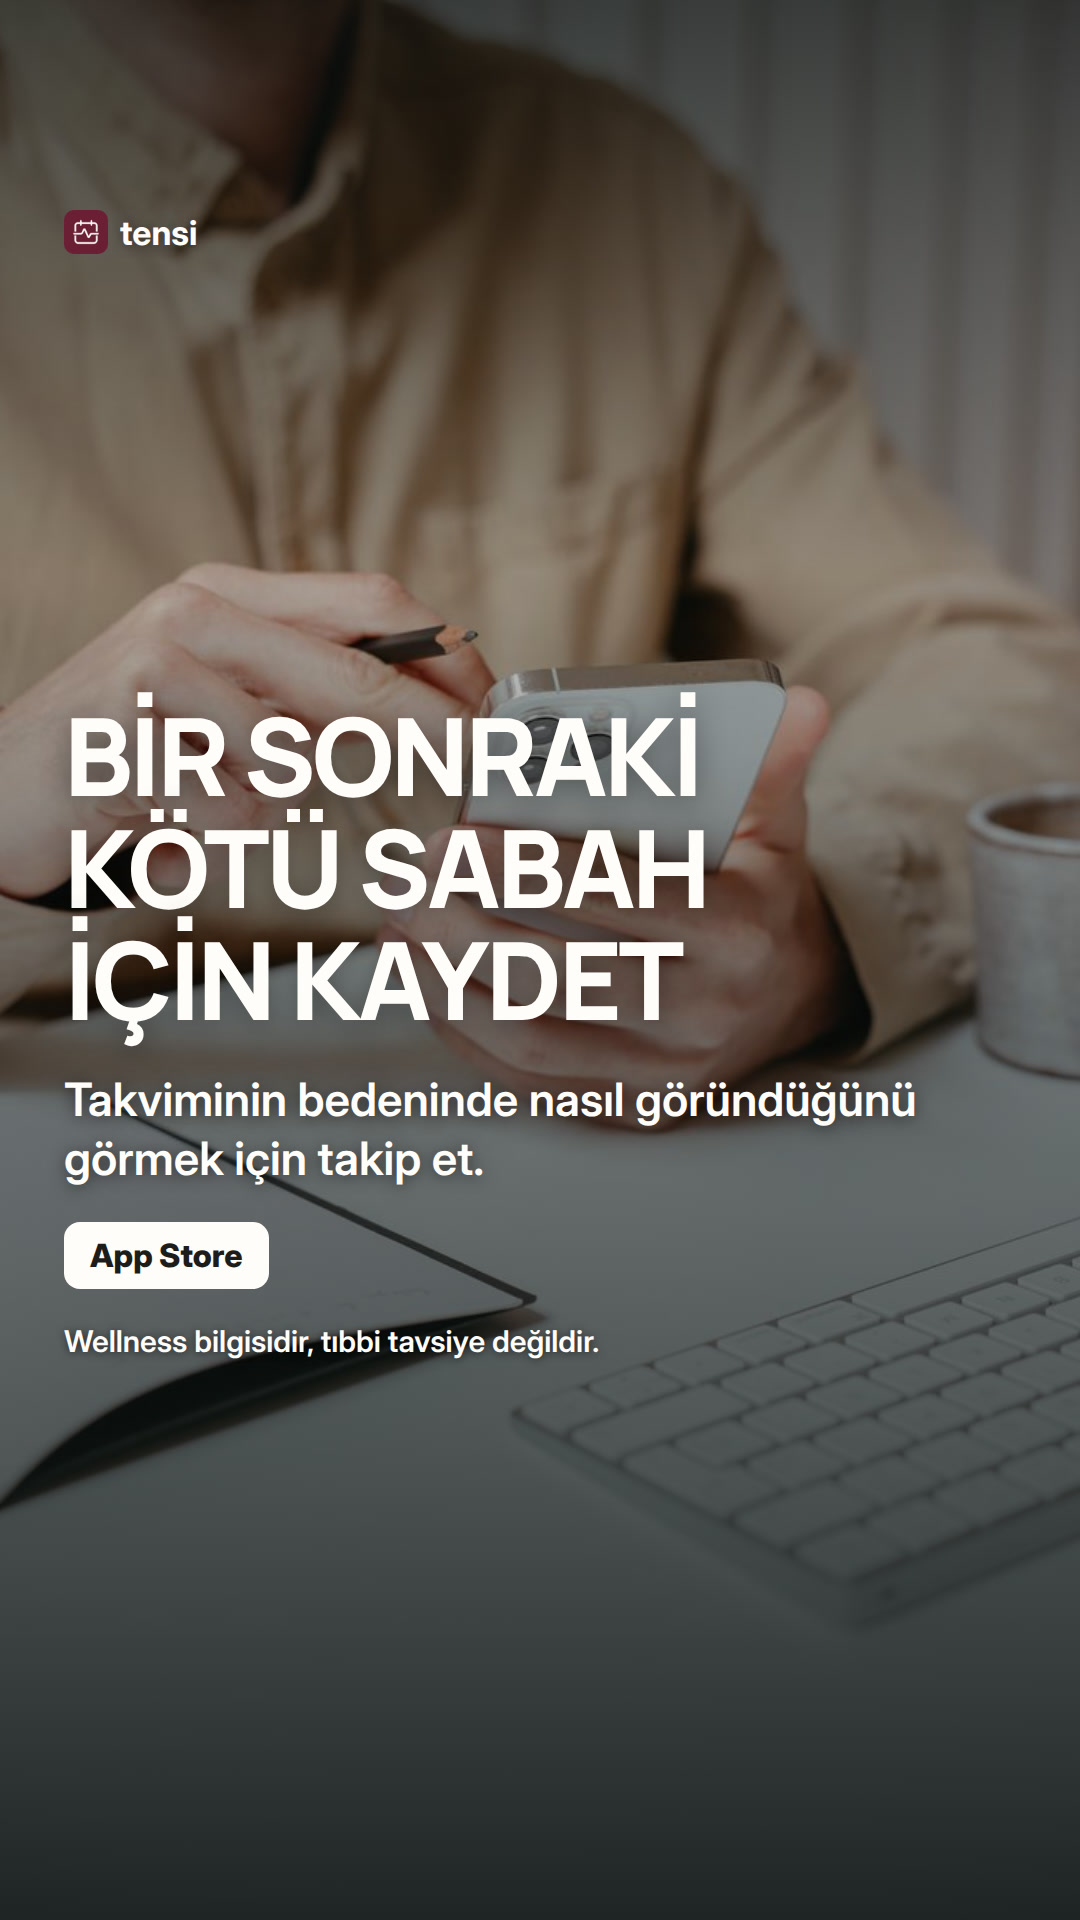 tensi
BİR SONRAKİ
KÖTÜ SABAH
İÇİN KAYDET
Takviminin bedeninde nasıl göründüğünü
görmek için takip et.
App Store
Wellness bilgisidir, tıbbi tavsiye değildir.